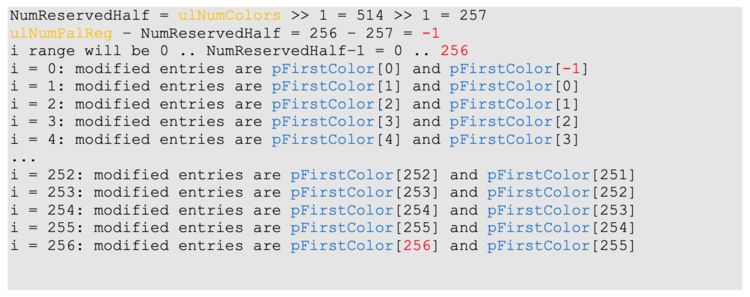 NumReservedHalf = ulNumColors >> 1 = 514 >> 1 = 257
ulNumPalReg – NumReservedHalf = 256 – 257 = -1
i range will be 0 .. NumReservedHalf-1 = 0 .. 256
i = 0: modified entries are pFirstColor[0] and pFirstColor[-1]
i = 1: modified entries are pFirstColor[1] and pFirstColor[0]
i = 2: modified entries are pFirstColor[2] and pFirstColor[1]
i = 3: modified entries are pFirstColor[3] and pFirstColor[2]
i = 4: modified entries are pFirstColor[4] and pFirstColor[3]
...
i = 252: modified entries are pFirstColor[252] and pFirstColor[251]
i = 253: modified entries are pFirstColor[253] and pFirstColor[252]
i = 254: modified entries are pFirstColor[254] and pFirstColor[253]
i = 255: modified entries are pFirstColor[255] and pFirstColor[254]
i = 256: modified entries are pFirstColor[256] and pFirstColor[255]